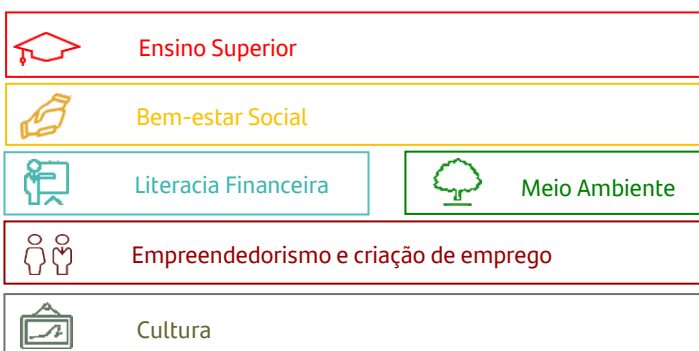 Ensino Superior
Bem-estar Social
Literacia Financeira
Meio Ambiente
Empreendedorismo e criação de emprego
Cultura